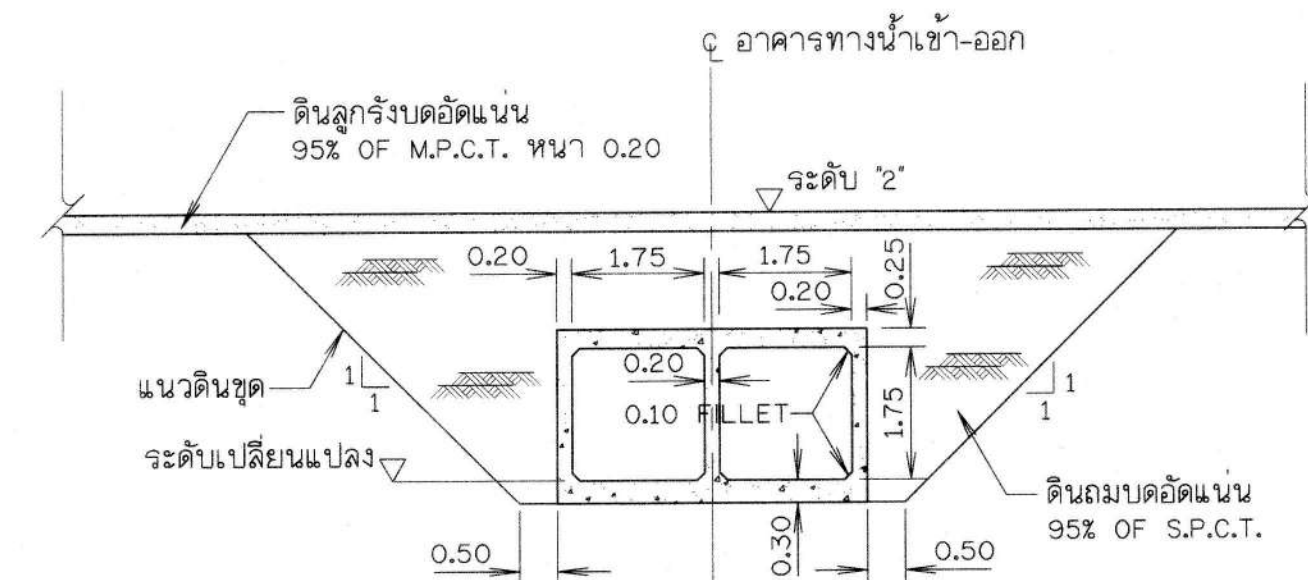 ℄ อาคารทางน้ำเข้า-ออก
ดินลูกรังบดอัดแน่น
95% OF M.P.C.T. หนา 0.20
ระดับ "2"
0.20
1.75
1.75
0.25
0.20
0.20
1
1
แนวดินขุด
0.10 FILLET
1.75
1
1
ระดับเปลี่ยนแปลง
ดินถมบดอัดแน่น
95% OF S.P.C.T.
0.50
0.30
0.50